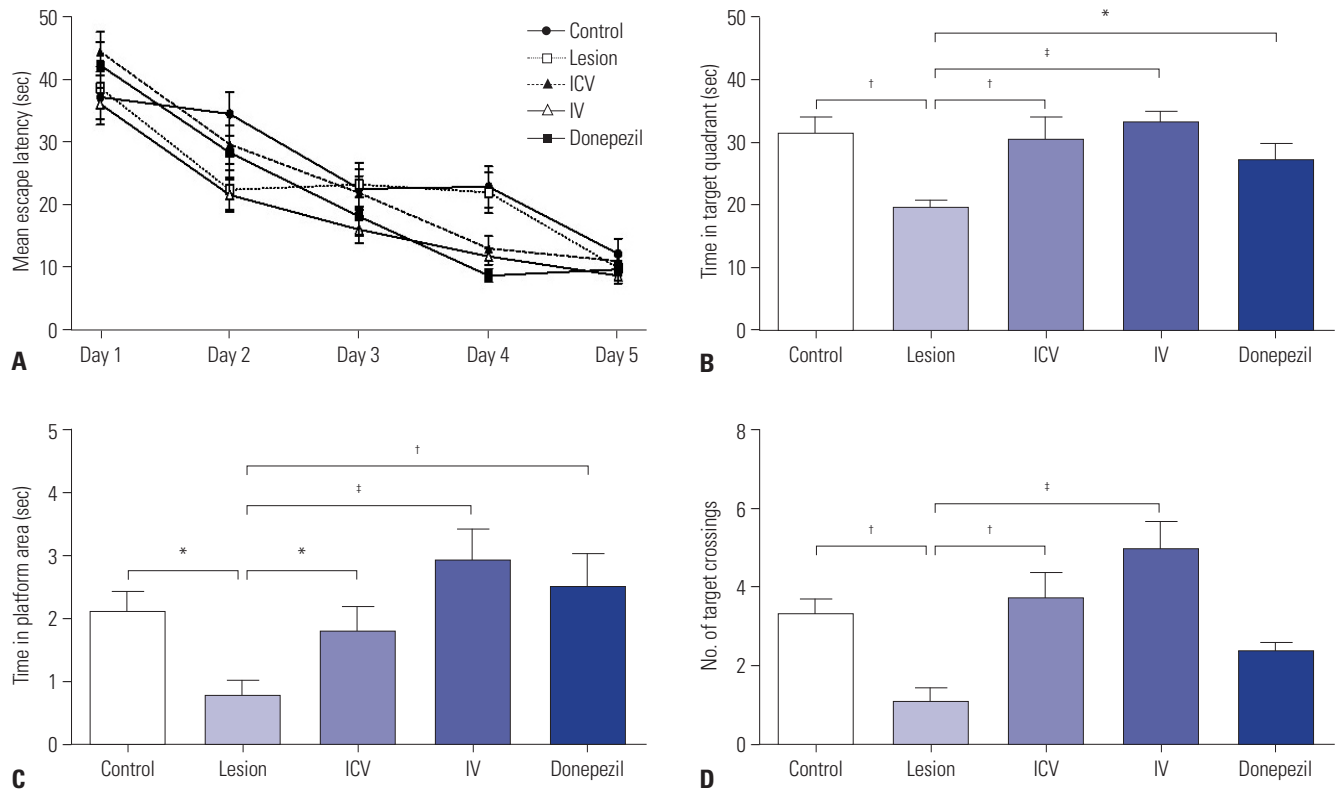 50
40
30
20
10
0
Mean escape latency (sec)
Control
Lesion
ICV
IV
Donepezil
Day 1 Day 2 Day 3 Day 4 Day 5
A
50
40
30
20
10
0
Time in target quadrant (sec)
*
‡
† †
Control Lesion ICV IV Donepezil
B
5
4
3
2
1
0
Time in platform area (sec)
†
‡
* *
Control Lesion ICV IV Donepezil
C
8
6
4
2
0
No. of target crossings
‡
† †
Control Lesion ICV IV Donepezil
D